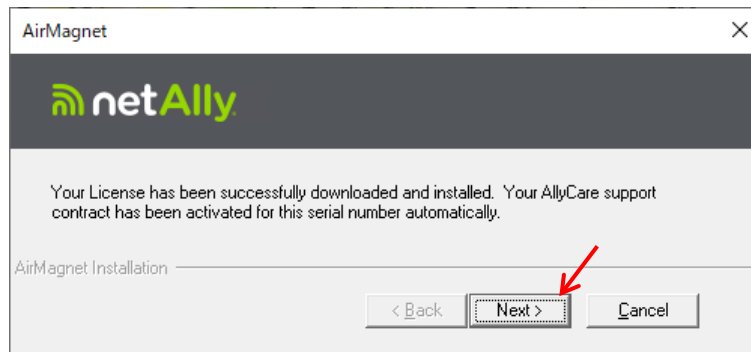 AirMagnet
netAlly
Your License has been successfully downloaded and installed. Your AllyCare support
contract has been activated for this serial number automatically.
AirMagnet Installation
< Back Next > Cancel